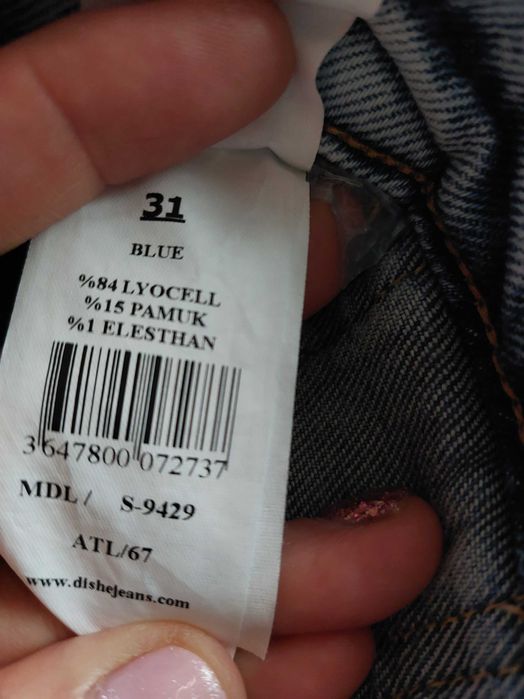 31
BLUE
%84 LYOCELL
%15 PAMUK
%1 ELESTHAN
3 647800 072737
MDL / S-9429
ATL/67
www.dishejeans.com